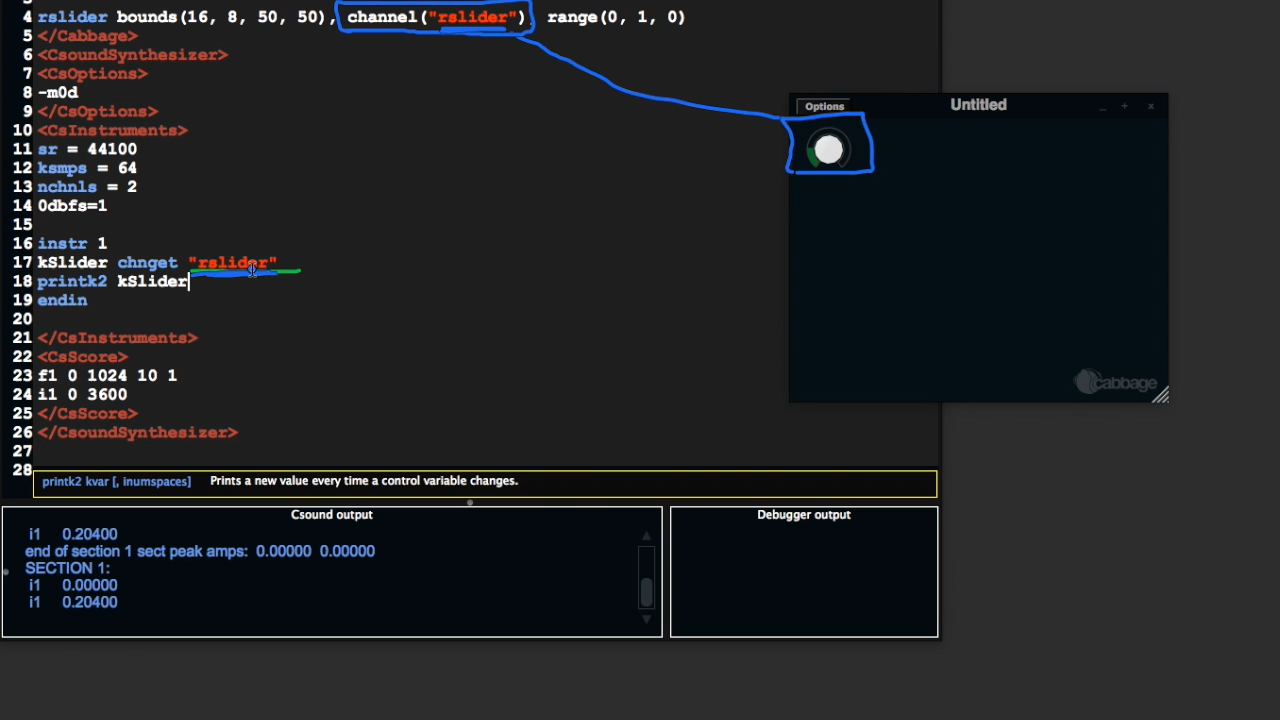 4 rslider bounds(16, 8, 50, 50), channel("rslider") range(0, 1, 0)
5 </Cabbage>
6 <CsoundSynthesizer>
7 <CsOptions>
8 -m0d
9 </CsOptions>
10 <CsInstruments>
11 sr = 44100
12 ksmps = 64
13 nchnls = 2
14 0dbfs=1
15
16 instr 1
17 kSlider chnget "rslider"
18 printk2 kSlider
19 endin
20
21 </CsInstruments>
22 <CsScore>
23 f1 0 1024 10 1
24 i1 0 3600
25 </CsScore>
26 </CsoundSynthesizer>
27
28
printk2 kvar [, inumspaces] Prints a new value every time a control variable changes.
Options Untitled
cabbage
Csound output
i1 0.20400
end of section 1 sect peak amps: 0.00000 0.00000
SECTION 1:
i1 0.00000
i1 0.20400
Debugger output